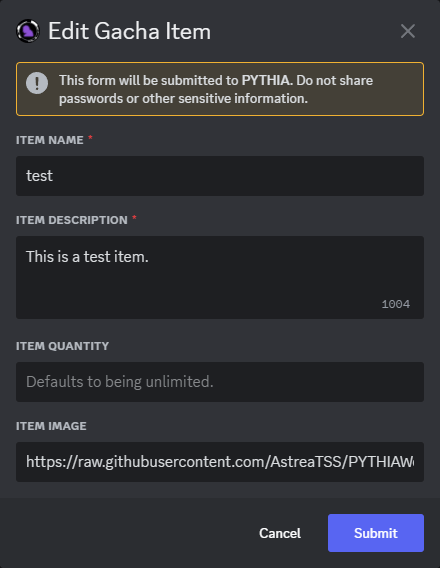 Edit Gacha Item
This form will be submitted to PYTHIA. Do not share
passwords or other sensitive information.
ITEM NAME *
test
ITEM DESCRIPTION *
This is a test item.
1004
ITEM QUANTITY
Defaults to being unlimited.
ITEM IMAGE
https://raw.githubusercontent.com/AstreaTSS/PYTHIAW
Cancel
Submit